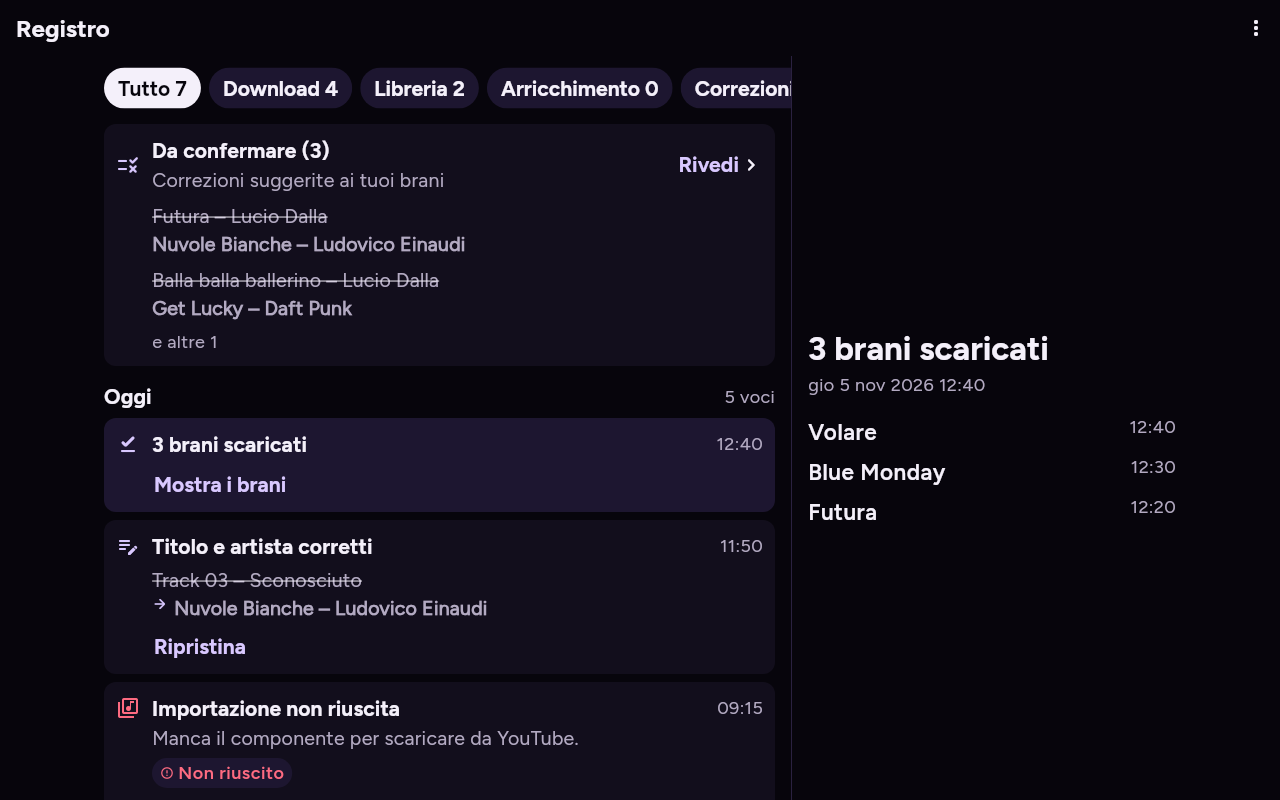 Registro
Tutto 7
Download 4
Libreria 2
Arricchimento 0
Correzioni
Da confermare (3)
Correzioni suggerite ai tuoi brani
Rivedi
Futura – Lucio Dalla
Nuvole Bianche – Ludovico Einaudi
Balla balla ballerino – Lucio Dalla
Get Lucky – Daft Punk
e altre 1
Oggi
5 voci
3 brani scaricati
12:40
Mostra i brani
Titolo e artista corretti
11:50
Track 03 – Sconosciuto
→ Nuvole Bianche – Ludovico Einaudi
Ripristina
Importazione non riuscita
09:15
Manca il componente per scaricare da YouTube.
Non riuscito
3 brani scaricati
gio 5 nov 2026 12:40
Volare 12:40
Blue Monday 12:30
Futura 12:20